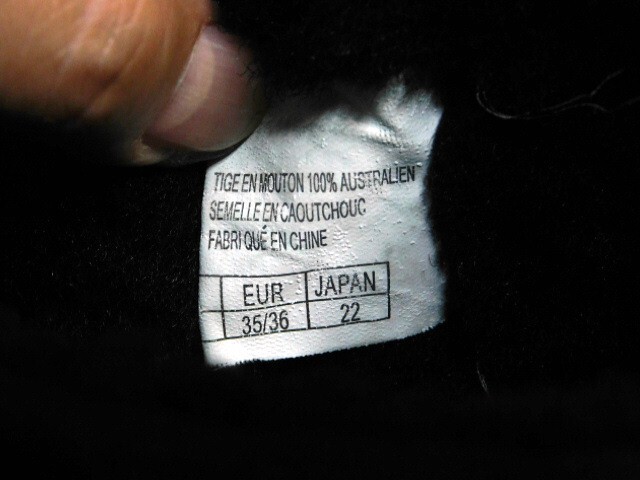 TIGE EN MOUTON 100% AUSTRALIEN
SEMELLE EN CAOUTCHOUC
FABRIQUÉ EN CHINE
EUR JAPAN
35/36 22